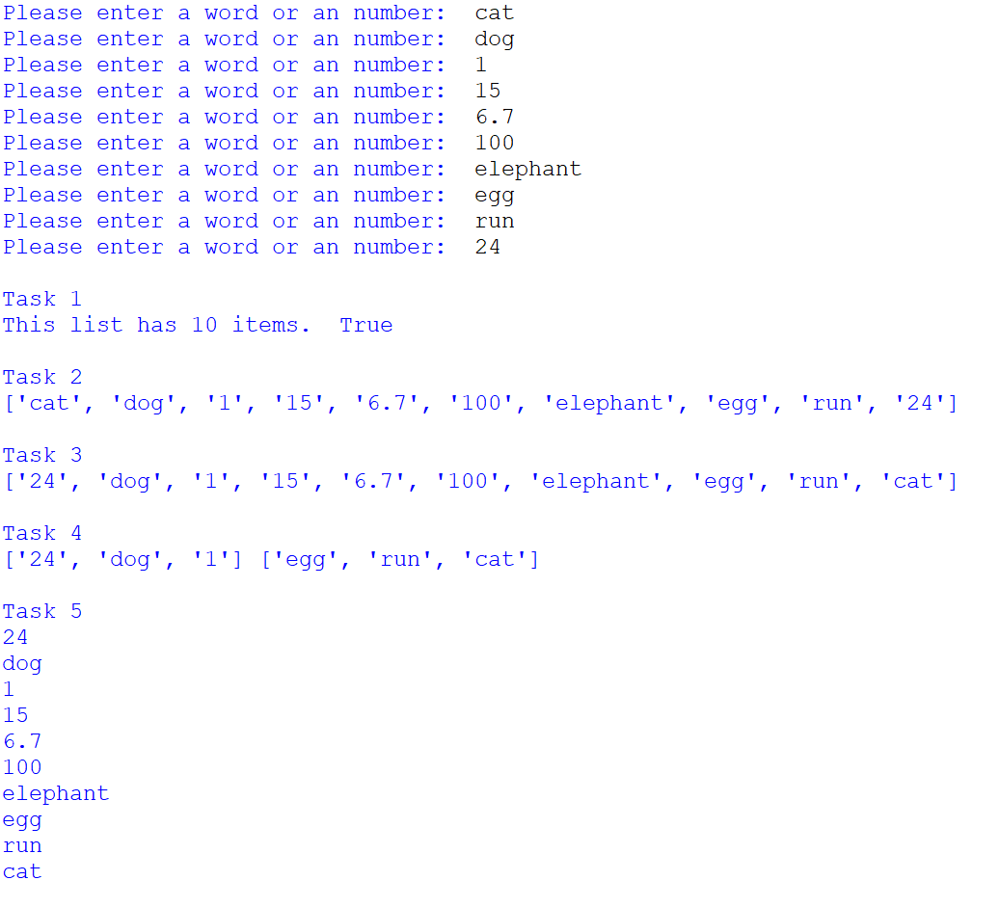 Please enter a word or an number:  cat
Please enter a word or an number:  dog
Please enter a word or an number:  1
Please enter a word or an number:  15
Please enter a word or an number:  6.7
Please enter a word or an number:  100
Please enter a word or an number:  elephant
Please enter a word or an number:  egg
Please enter a word or an number:  run
Please enter a word or an number:  24
Task 1
This list has 10 items.  True
Task 2
['cat', 'dog', '1', '15', '6.7', '100', 'elephant', 'egg', 'run', '24']
Task 3
['24', 'dog', '1', '15', '6.7', '100', 'elephant', 'egg', 'run', 'cat']
Task 4
['24', 'dog', '1'] ['egg', 'run', 'cat']
Task 5
24
dog
1
15
6.7
100
elephant
egg
run
cat